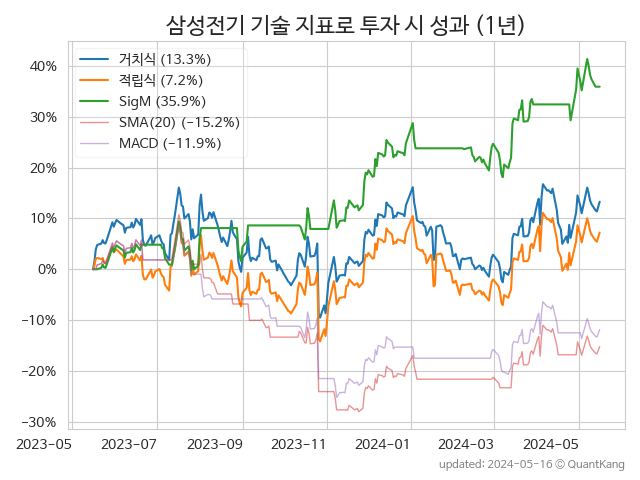 삼성전기 기술 지표로 투자 시 성과 (1년)
거치식 (13.3%)
적립식 (7.2%)
SigM (35.9%)
SMA(20) (−15.2%)
MACD (−11.9%)
40%
30%
20%
10%
0%
−10%
−20%
−30%
2023-05 2023-07 2023-09 2023-11 2024-01 2024-03 2024-05
updated: 2024-05-16 © QuantKang